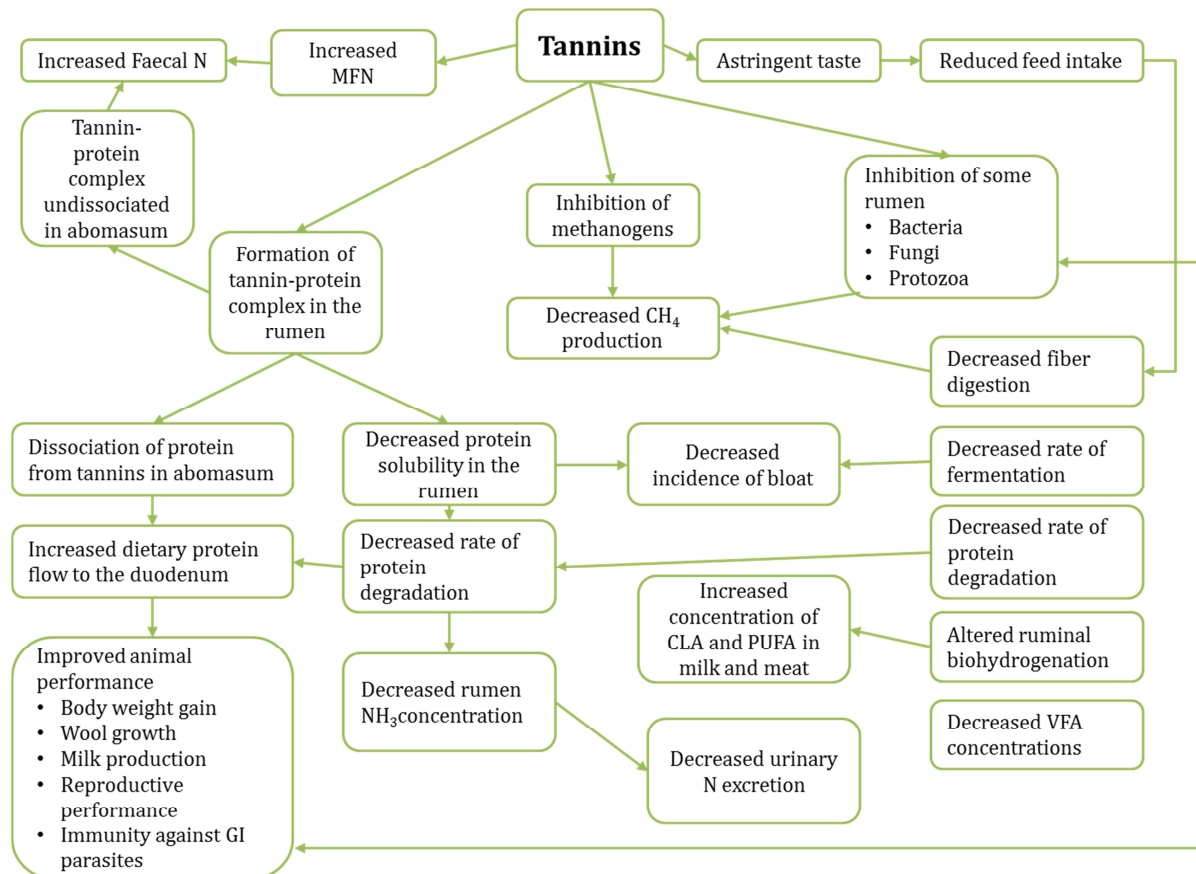 Tannins
Increased Faecal N
Increased
MFN
Astringent taste
Reduced feed intake
Tannin-
protein
complex
undissociated
in abomasum
Inhibition of
methanogens
Inhibition of some
rumen
• Bacteria
• Fungi
• Protozoa
Formation of
tannin-protein
complex in the
rumen
Decreased CH₄
production
Decreased fiber
digestion
Dissociation of protein
from tannins in abomasum
Decreased protein
solubility in the
rumen
Decreased
incidence of bloat
Decreased rate of
fermentation
Increased dietary protein
flow to the duodenum
Decreased rate of
protein
degradation
Decreased rate of
protein
degradation
Increased
concentration of
CLA and PUFA in
milk and meat
Altered ruminal
biohydrogenation
Improved animal
performance
• Body weight gain
• Wool growth
• Milk production
• Reproductive
performance
• Immunity against GI
parasites
Decreased rumen
NH₃concentration
Decreased VFA
concentrations
Decreased urinary
N excretion